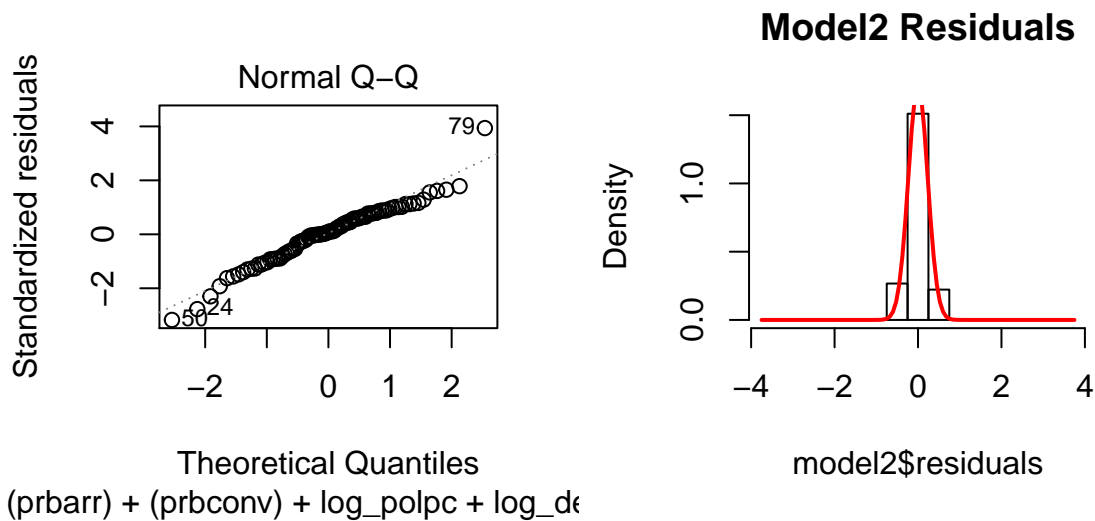 Model2 Residuals
Normal Q−Q
Standardized residuals
4
2
0
−2
79
24
50
−2
0
1
2
Theoretical Quantiles
(prbarr) + (prbconv) + log_polpc + log_de
Density
1.0
0.0
−4
−2
0
2
4
model2$residuals